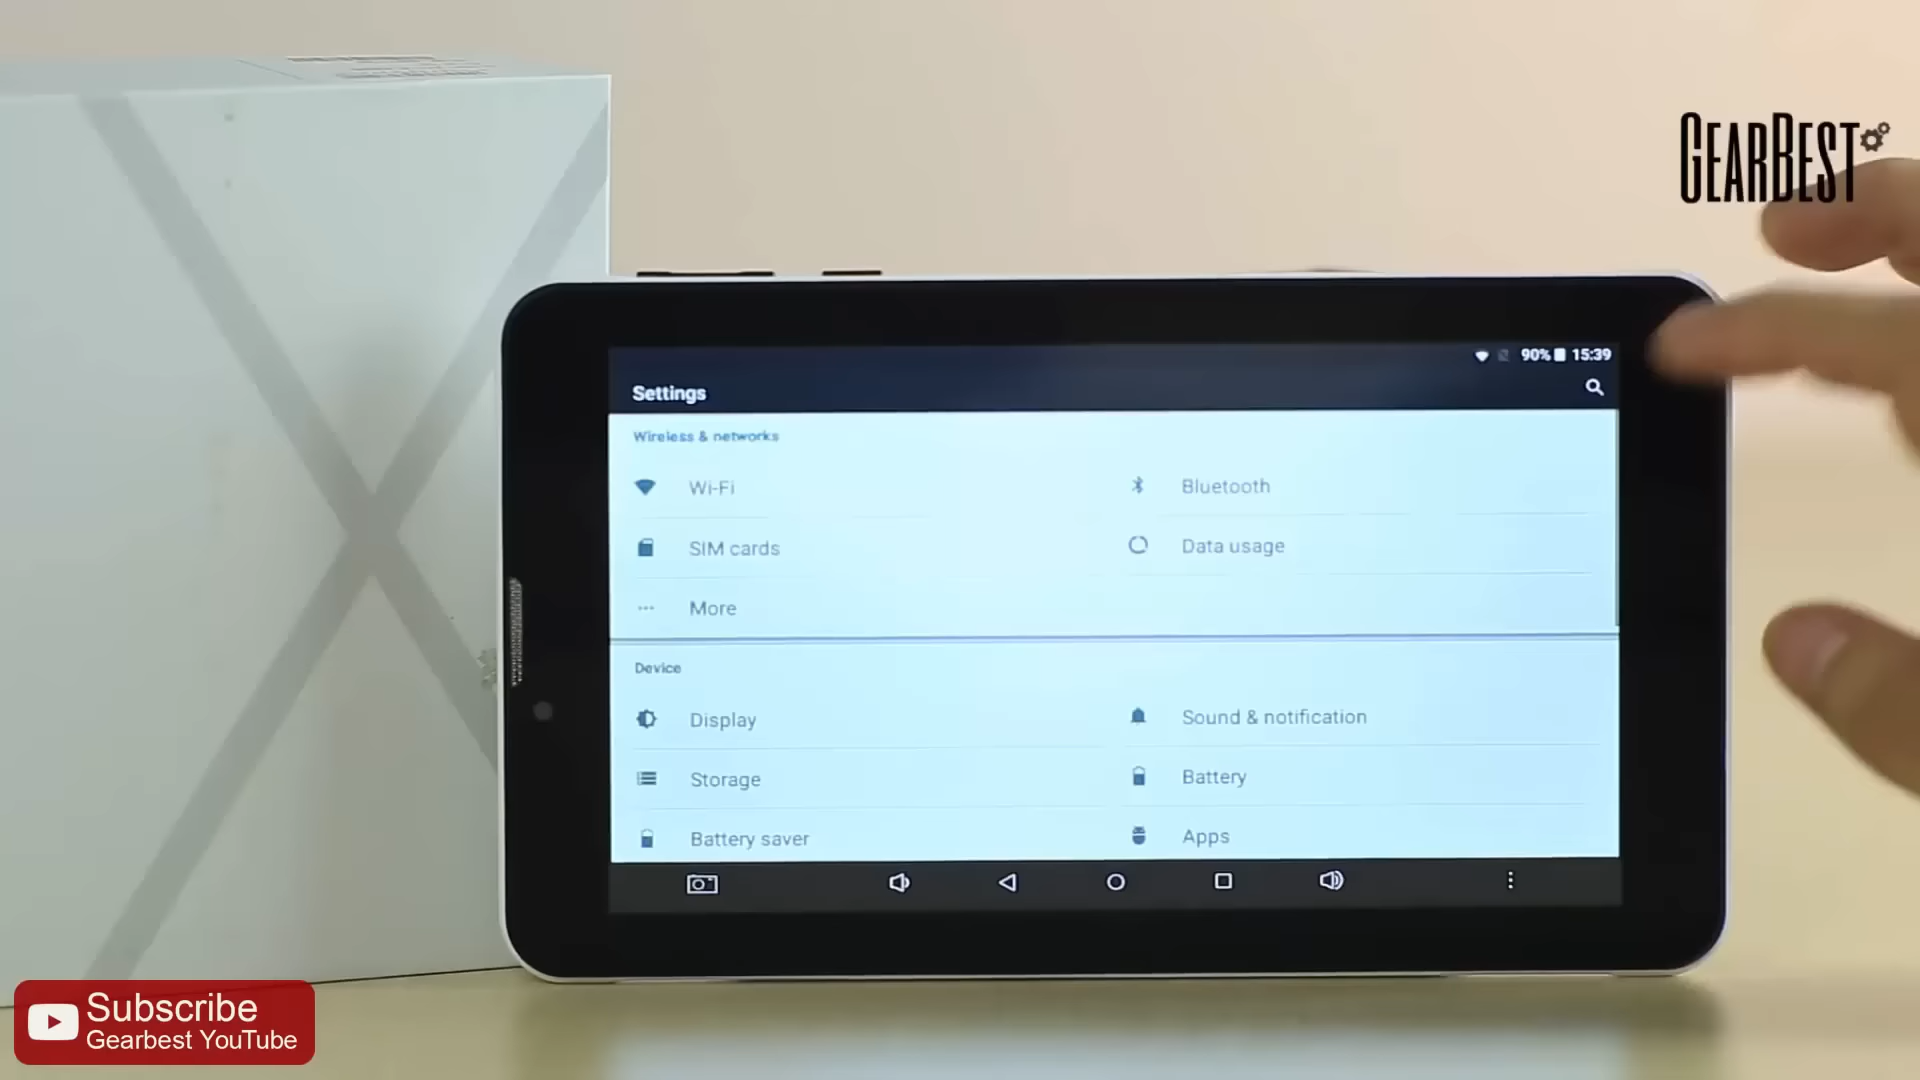 GEARBEST
90% 15:39
Settings
Wireless & networks
Wi-Fi
Bluetooth
SIM cards
Data usage
More
Device
Display
Sound & notification
Storage
Battery
Battery saver
Apps
Subscribe
Gearbest YouTube